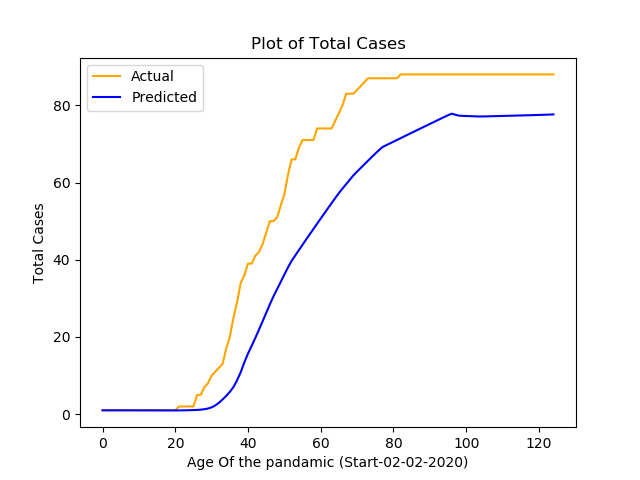 Plot of Total Cases
Actual
Predicted
Total Cases
80
60
40
20
0
0 20 40 60 80 100 120
Age Of the pandamic (Start-02-02-2020)